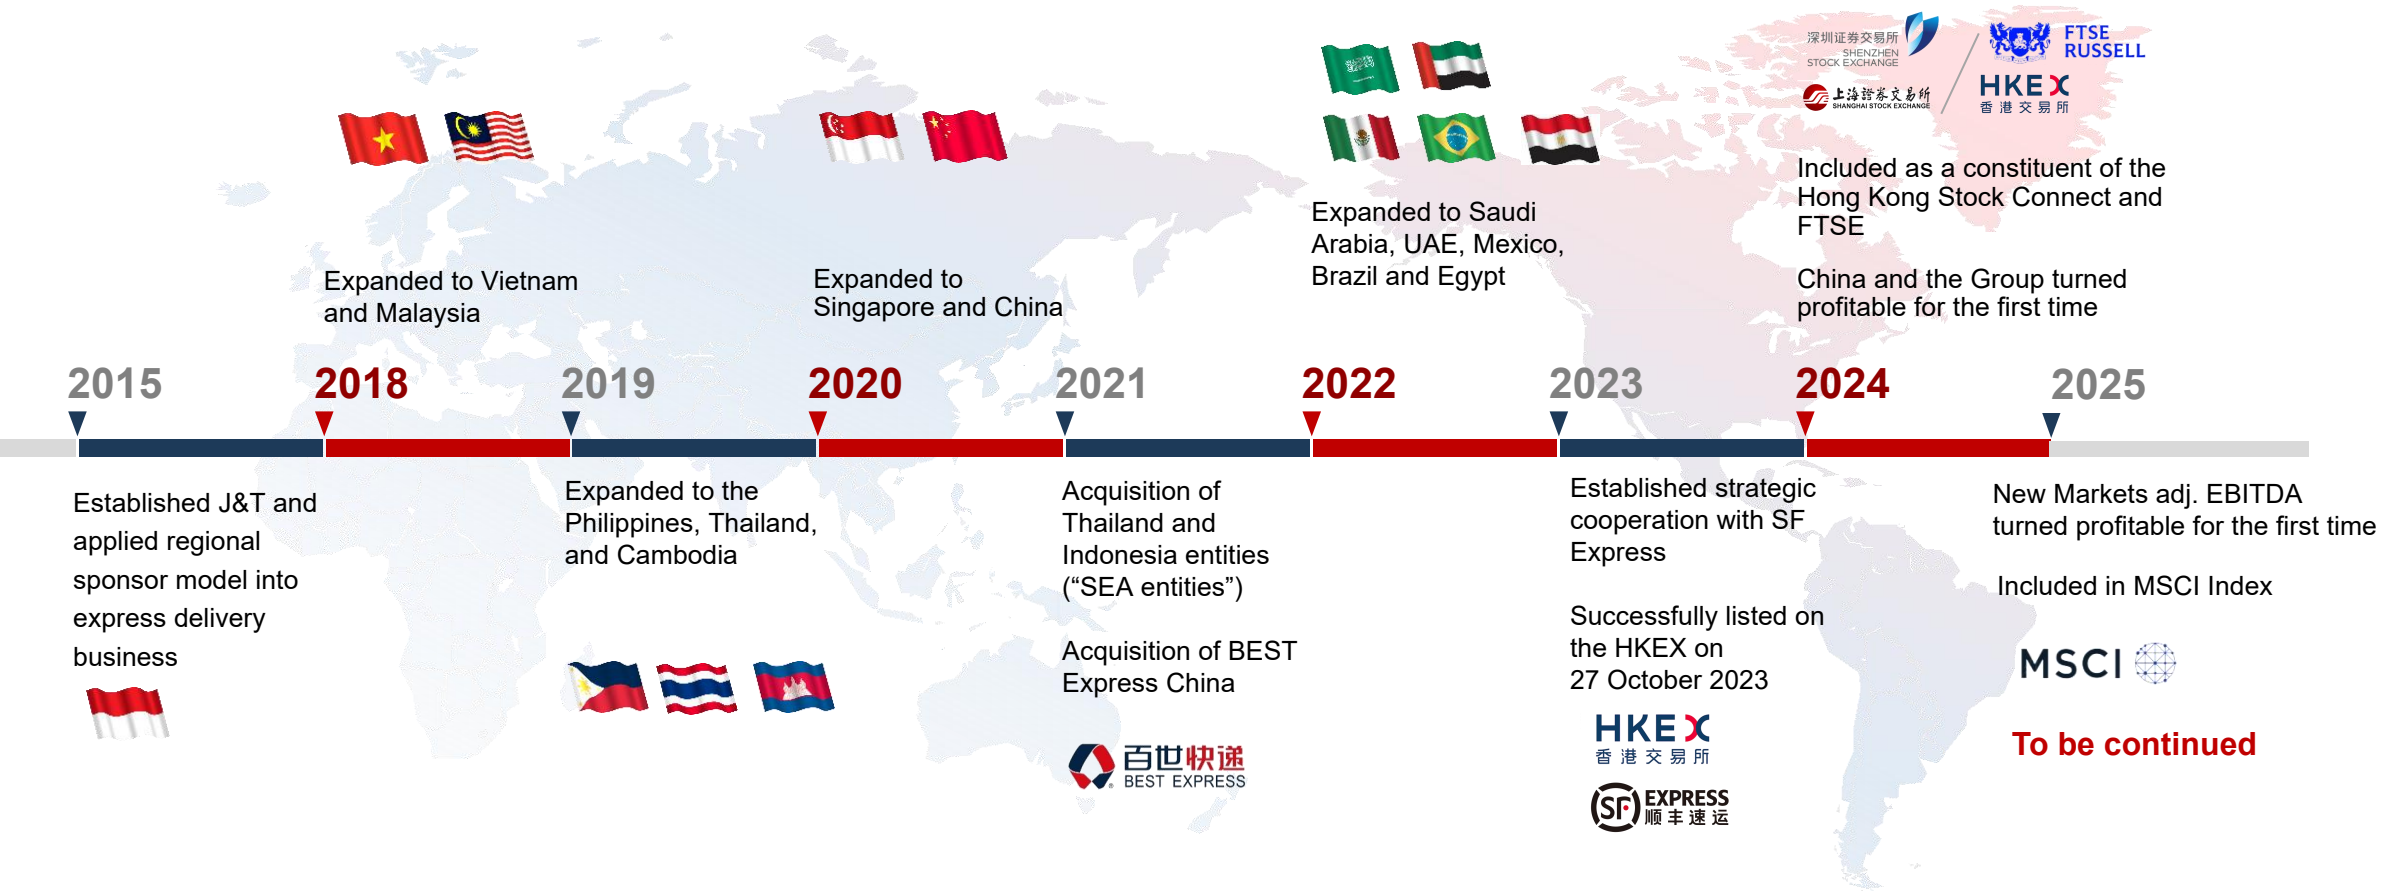 深圳证券交易所
SHENZHEN
STOCK EXCHANGE
上海證券交易所
SHANGHAI STOCK EXCHANGE
FTSE
RUSSELL
HKEX
香港交易所
Expanded to Vietnam
and Malaysia
Expanded to
Singapore and China
Expanded to Saudi
Arabia, UAE, Mexico,
Brazil and Egypt
Included as a constituent of the
Hong Kong Stock Connect and
FTSE
China and the Group turned
profitable for the first time
2015
2018
2019
2020
2021
2022
2023
2024
2025
Established J&T and
applied regional
sponsor model into
express delivery
business
Expanded to the
Philippines, Thailand,
and Cambodia
Acquisition of
Thailand and
Indonesia entities
(“SEA entities”)
Acquisition of BEST
Express China
百世快递
BEST EXPRESS
Established strategic
cooperation with SF
Express
Successfully listed on
the HKEX on
27 October 2023
HKEX
香港交易所
SF EXPRESS
顺丰速运
New Markets adj. EBITDA
turned profitable for the first time
Included in MSCI Index
MSCI
To be continued